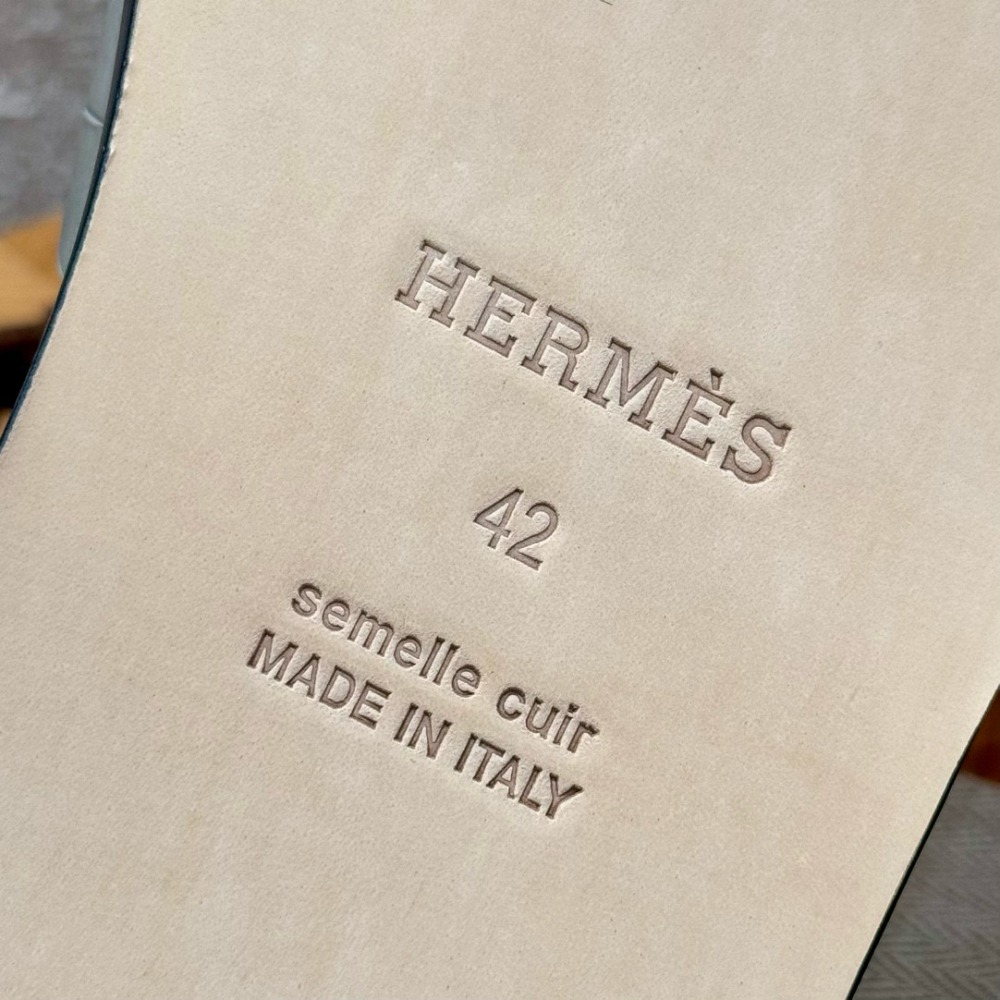 HERMÈS
42
semelle cuir
MADE IN ITALY